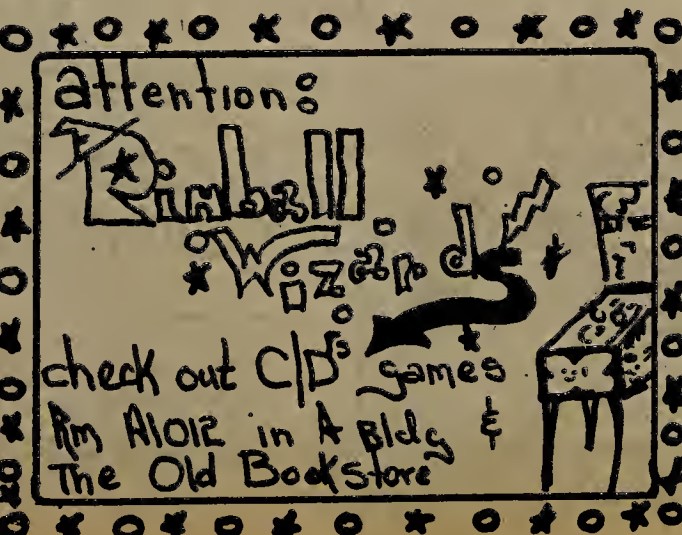 attention:
Pinball
Wizard
check out C/D's games
Rm A1012 in A Bldg &
The Old Bookstore